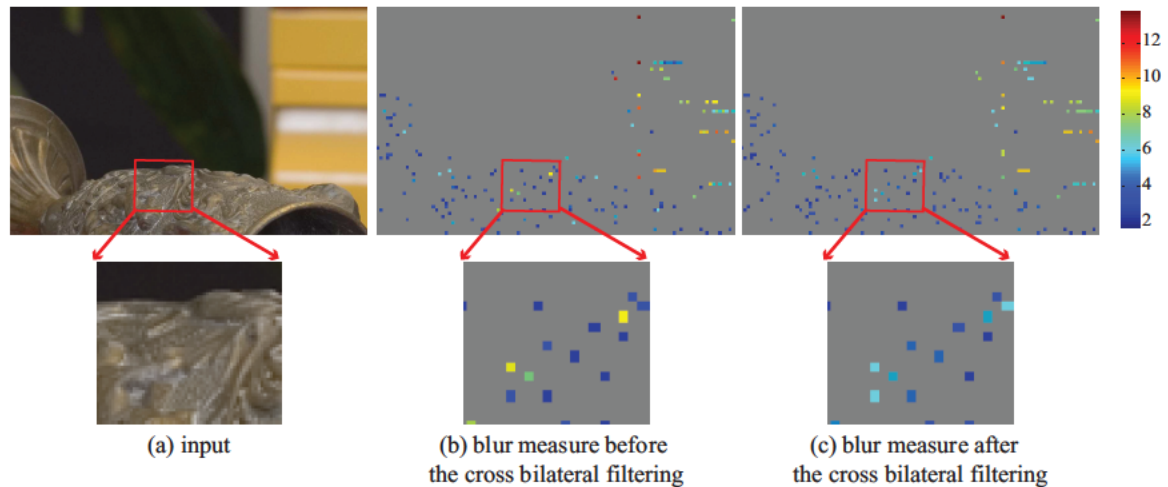 12
10
8
6
4
2
(a) input
(b) blur measure before
the cross bilateral filtering
(c) blur measure after
the cross bilateral filtering